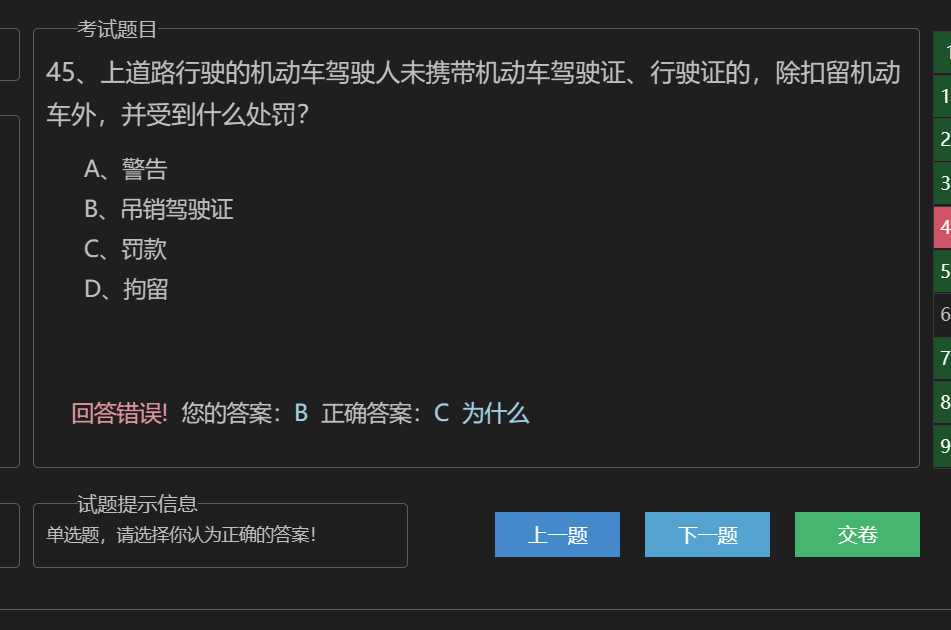 考试题目
45、上道路行驶的机动车驾驶人未携带机动车驾驶证、行驶证的，除扣留机动
车外，并受到什么处罚？
A、警告
B、吊销驾驶证
C、罚款
D、拘留
回答错误! 您的答案：B 正确答案：C 为什么
试题提示信息
单选题，请选择你认为正确的答案！
上一题
下一题
交卷
1
1
2
3
4
5
6
7
8
9